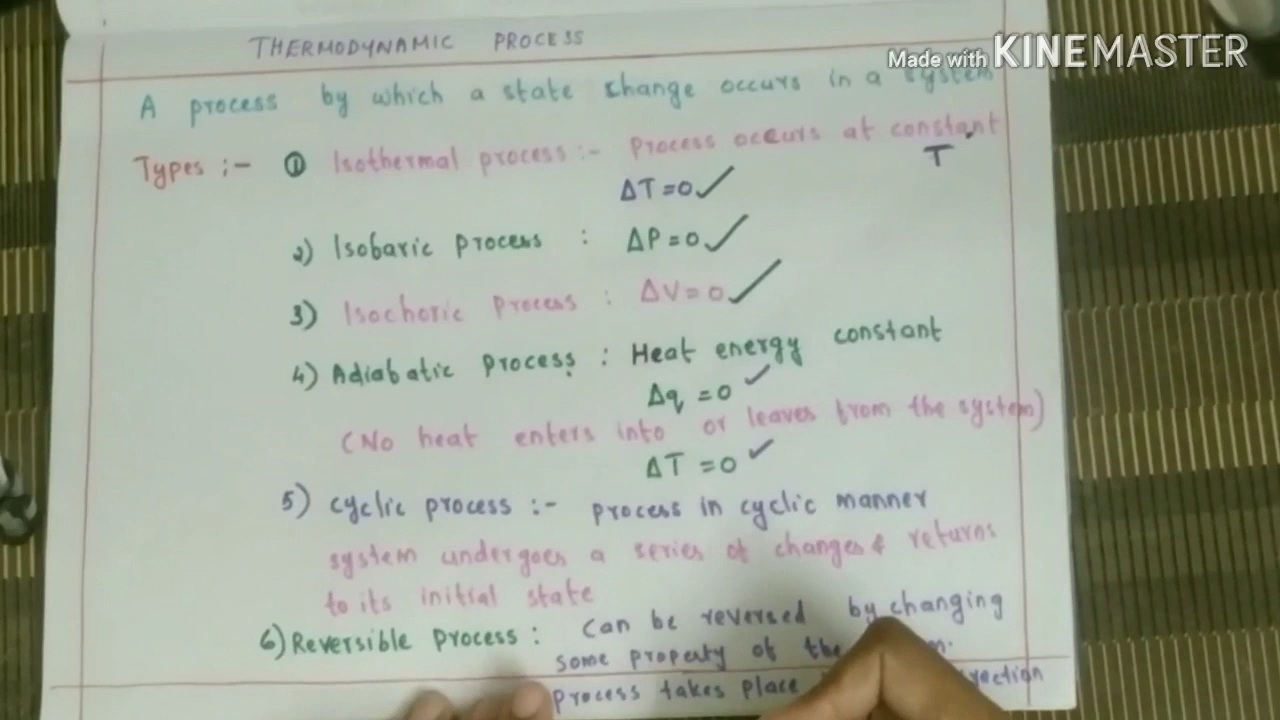 THERMODYNAMIC PROCESS
Made with KINEMASTER
A process by which a state change occurs in a system
Types :- ① Isothermal process :- Process occurs at constant
T
ΔT = 0 ✓
2) Isobaric process : ΔP = 0 ✓
3) Isochoric process : ΔV = 0 ✓
4) Adiabatic process : Heat energy constant
Δq = 0 ✓
(No heat enters into or leaves from the system)
ΔT = 0 ✓
5) cyclic process :- process in cyclic manner
system undergoes a series of changes & returns
to its initial state
6) Reversible process : can be reversed by changing
some property of the
process takes place